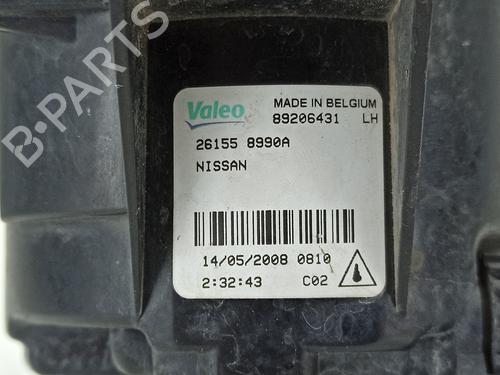 B-PARTS
Valeo MADE IN BELGIUM
89206431 LH
26155 8990A
NISSAN
14/05/2008 0810
2:32:43 C02